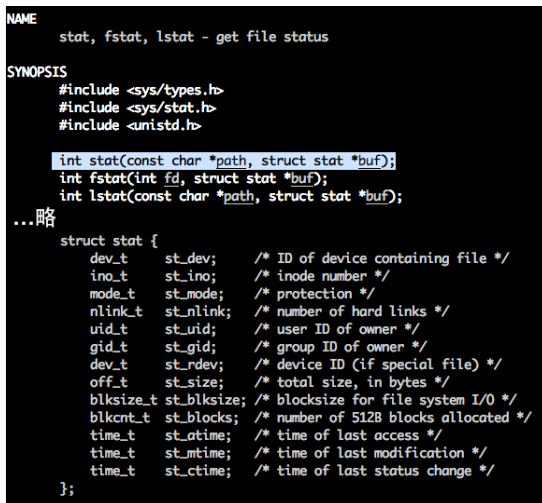 NAME
stat, fstat, lstat - get file status
SYNOPSIS
#include <sys/types.h>
#include <sys/stat.h>
#include <unistd.h>
int stat(const char *path, struct stat *buf);
int fstat(int fd, struct stat *buf);
int lstat(const char *path, struct stat *buf);
...略
struct stat {
dev_t st_dev; /* ID of device containing file */
ino_t st_ino; /* inode number */
mode_t st_mode; /* protection */
nlink_t st_nlink; /* number of hard links */
uid_t st_uid; /* user ID of owner */
gid_t st_gid; /* group ID of owner */
dev_t st_rdev; /* device ID (if special file) */
off_t st_size; /* total size, in bytes */
blksize_t st_blksize; /* blocksize for file system I/O */
blkcnt_t st_blocks; /* number of 512B blocks allocated */
time_t st_atime; /* time of last access */
time_t st_mtime; /* time of last modification */
time_t st_ctime; /* time of last status change */
};